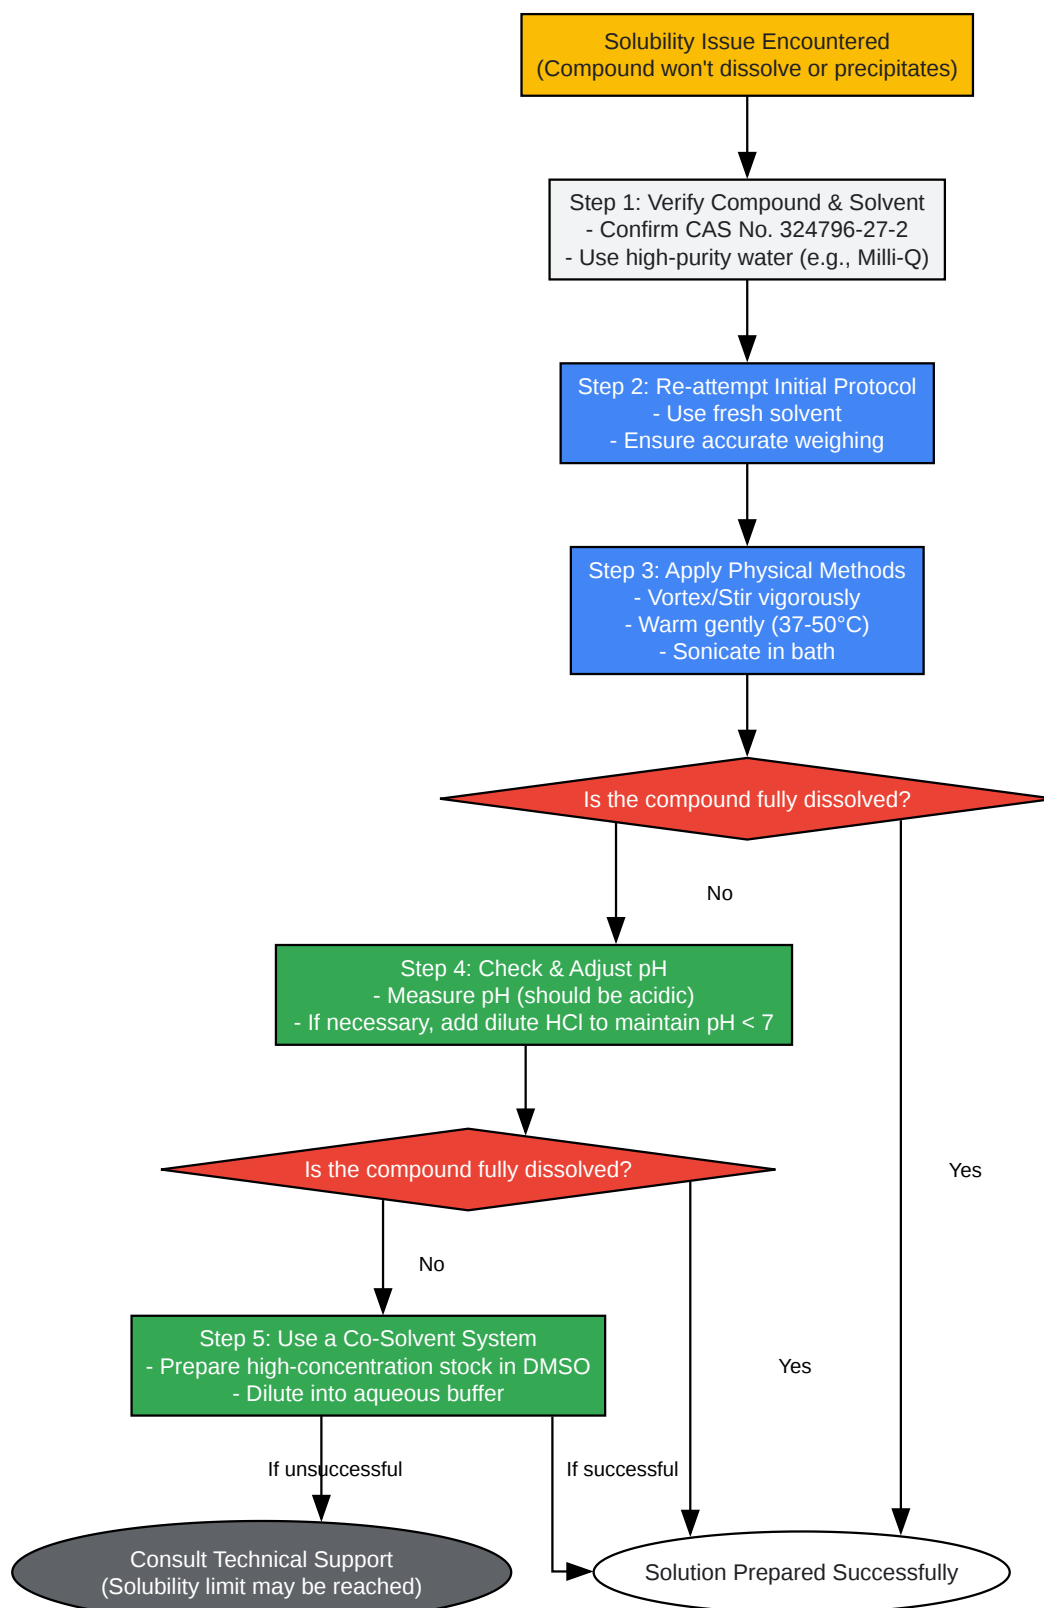 Solubility Issue Encountered
(Compound won't dissolve or precipitates)
Step 1: Verify Compound & Solvent
- Confirm CAS No. 324796-27-2
- Use high-purity water (e.g., Milli-Q)
Step 2: Re-attempt Initial Protocol
- Use fresh solvent
- Ensure accurate weighing
Step 3: Apply Physical Methods
- Vortex/Stir vigorously
- Warm gently (37-50°C)
- Sonicate in bath
Is the compound fully dissolved?
No
Step 4: Check & Adjust pH
- Measure pH (should be acidic)
- If necessary, add dilute HCl to maintain pH < 7
Is the compound fully dissolved?
Yes
No
Step 5: Use a Co-Solvent System
- Prepare high-concentration stock in DMSO
- Dilute into aqueous buffer
Yes
If unsuccessful
If successful
Consult Technical Support
(Solubility limit may be reached)
Solution Prepared Successfully